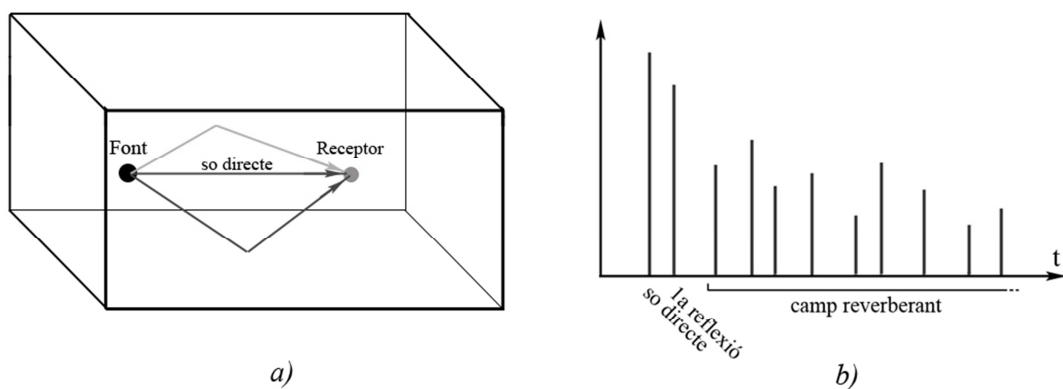 Font
so directe
Receptor
a)
t
so directe
1a reflexió
camp reverberant
b)